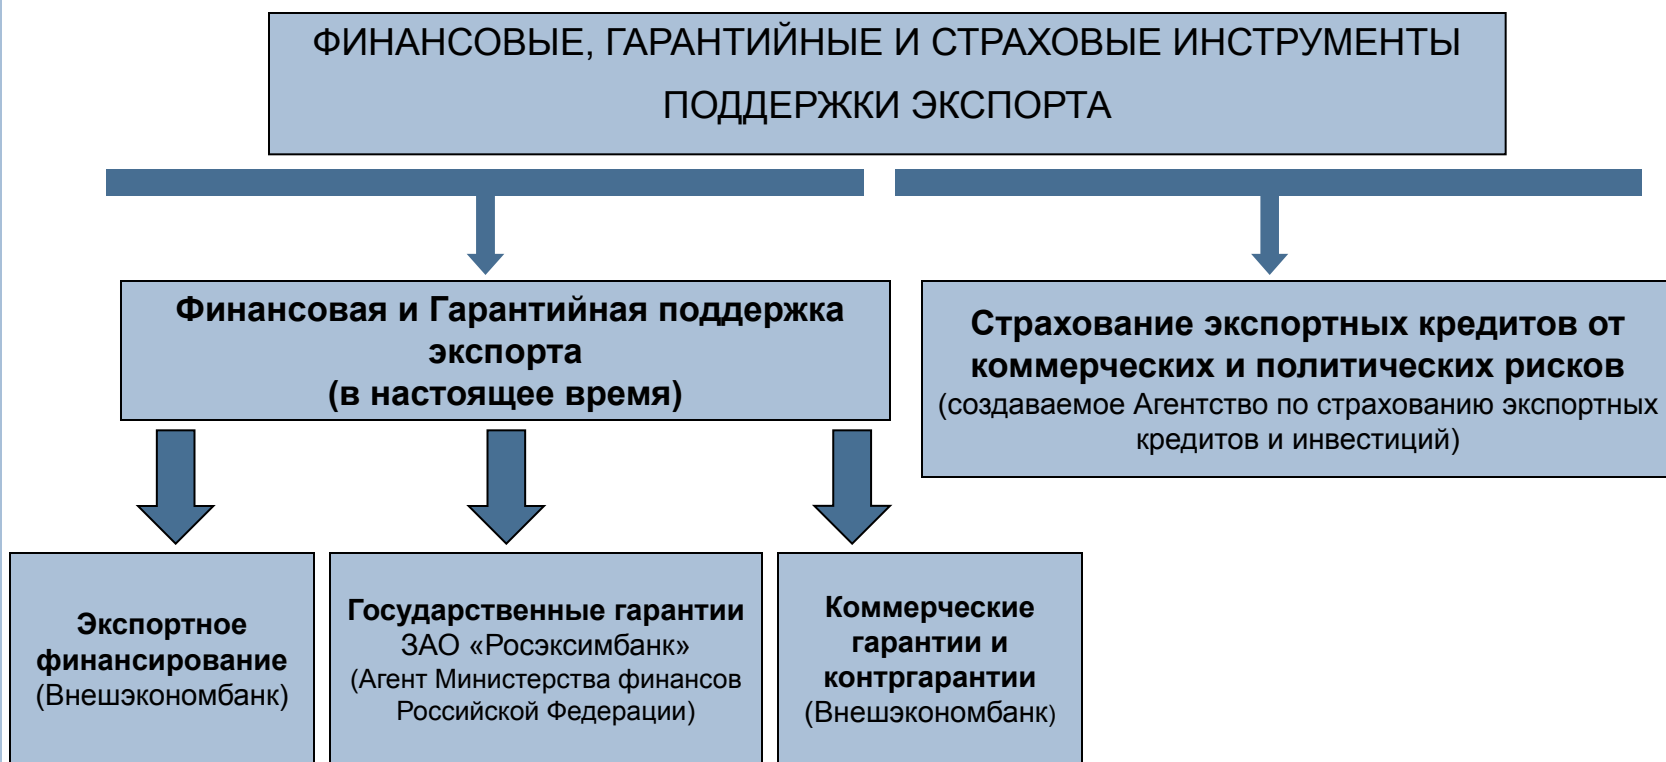 ФИНАНСОВЫЕ, ГАРАНТИЙНЫЕ И СТРАХОВЫЕ ИНСТРУМЕНТЫ
ПОДДЕРЖКИ ЭКСПОРТА
Финансовая и Гарантийная поддержка
экспорта
(в настоящее время)
Страхование экспортных кредитов от
коммерческих и политических рисков
(создаваемое Агентство по страхованию экспортных
кредитов и инвестиций)
Экспортное
финансирование
(Внешэкономбанк)
Государственные гарантии
ЗАО «Росэксимбанк»
(Агент Министерства финансов
Российской Федерации)
Коммерческие
гарантии и
контргарантии
(Внешэкономбанк)